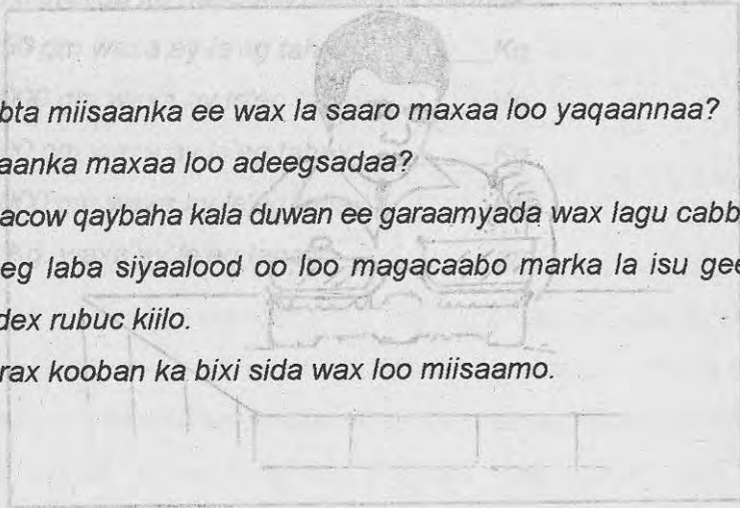 bta miisaanka ee wax la saaro maxaa loo yaqaannaa?
aanka maxaa loo adeegsadaa?
acow qaybaha kala duwan ee garaamyada wax lagu cabb
eg laba siyaalood oo loo magacaabo marka la isu gee
dex rubuc kiilo.
rax kooban ka bixi sida wax loo miisaamo.